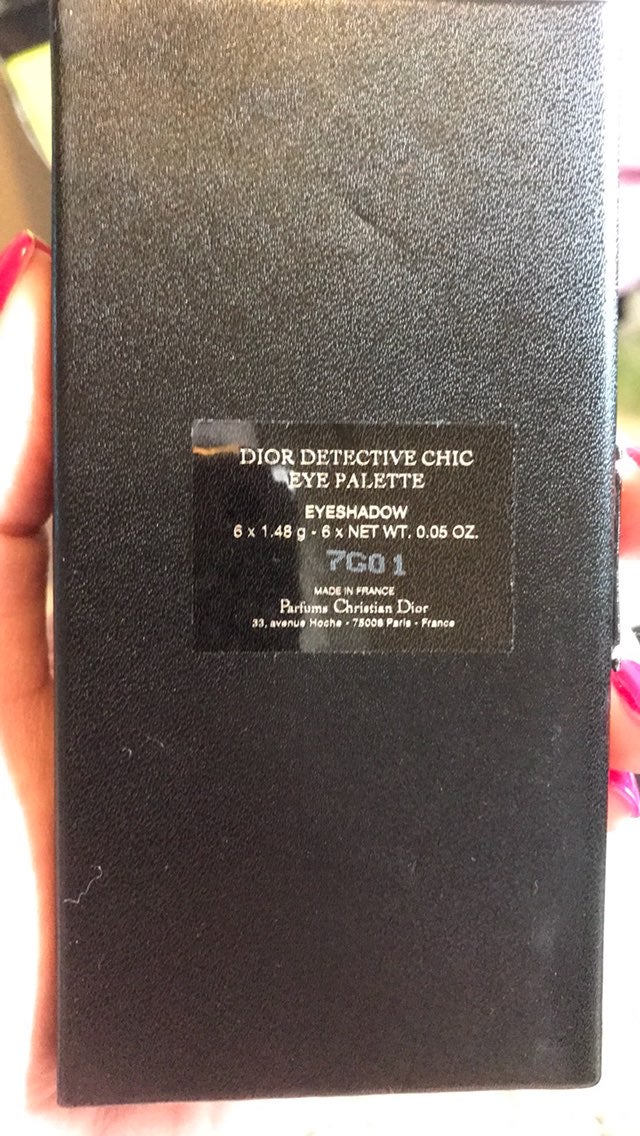 DIOR DETECTIVE CHIC
EYE PALETTE
EYESHADOW
6 x 1.48 g - 6 x NET WT. 0.05 OZ.
7G01
MADE IN FRANCE
Parfums Christian Dior
33, avenue Hoche - 75008 Paris - France